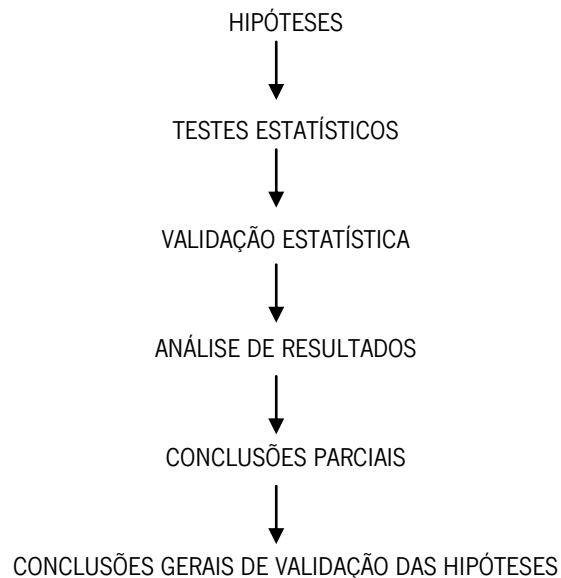 HIPÓTESES
TESTES ESTATÍSTICOS
VALIDAÇÃO ESTATÍSTICA
ANÁLISE DE RESULTADOS
CONCLUSÕES PARCIAIS
CONCLUSÕES GERAIS DE VALIDAÇÃO DAS HIPÓTESES